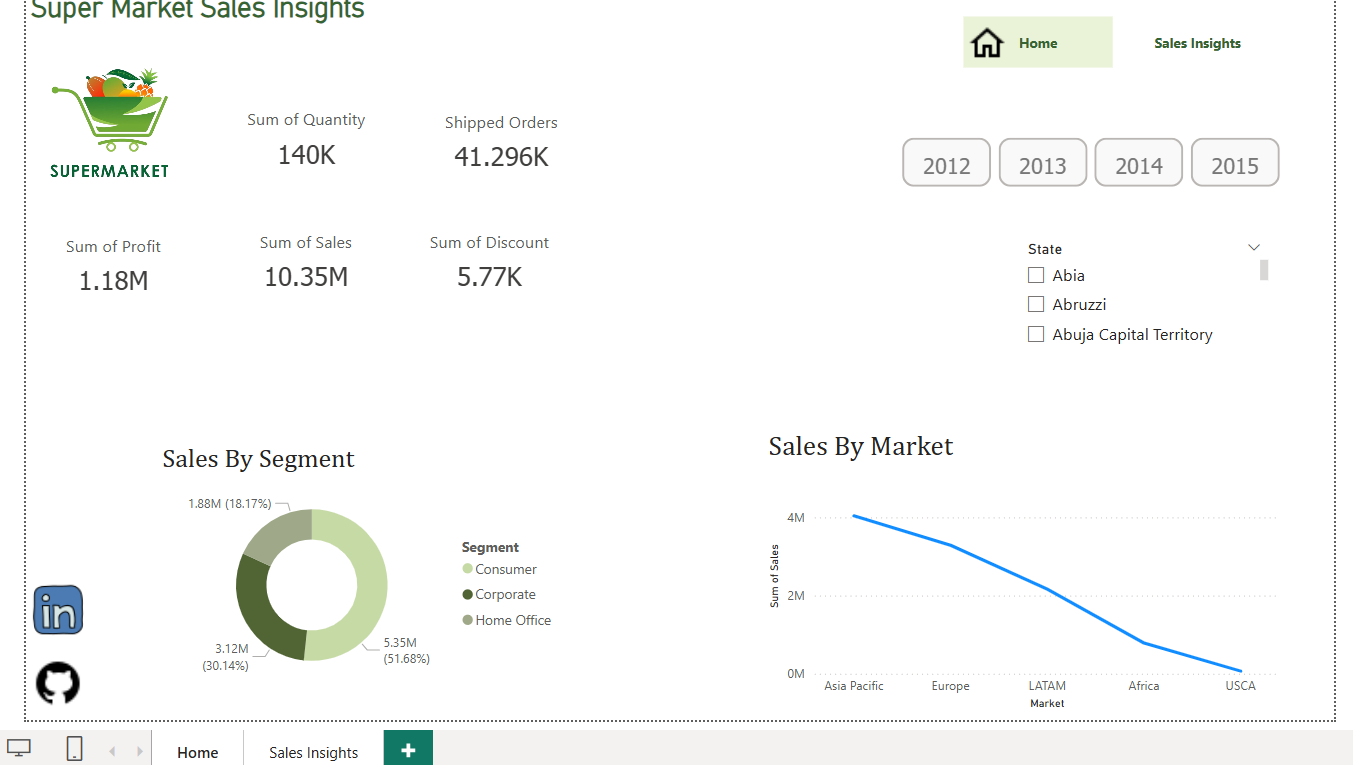 Super Market Sales Insights
Home
Sales Insights
SUPERMARKET
Sum of Quantity
140K
Shipped Orders
41.296K
2012
2013
2014
2015
Sum of Profit
1.18M
Sum of Sales
10.35M
Sum of Discount
5.77K
State
Abia
Abruzzi
Abuja Capital Territory
Sales By Segment
1.88M (18.17%)
3.12M
(30.14%)
5.35M
(51.68%)
Segment
Consumer
Corporate
Home Office
Sales By Market
Sum of Sales
4M
2M
0M
Asia Pacific
Europe
LATAM
Africa
USCA
Market
in
Home
Sales Insights